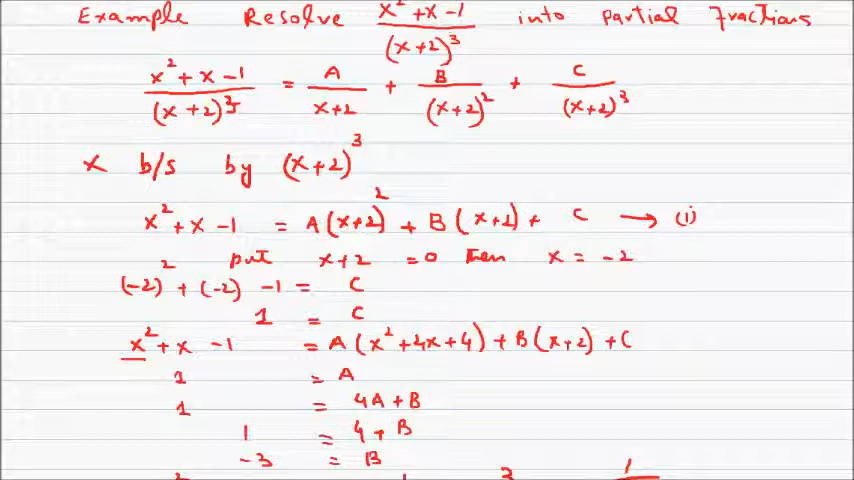 Example Resolve x²+x-1/(x+2)³ into partial fractions
x²+x-1/(x+2)³ = A/x+2 + B/(x+2)² + C/(x+2)³
x b/s by (x+2)³
x²+x-1 = A(x+2)² + B(x+2) + C → (i)
put x+2 = 0 then x = -2
(-2)² + (-2) -1 = C
1 = C
x²+x-1 = A(x²+4x+4) + B(x+2) + C
1 = A
1 = 4A+B
1 = 4+B
-3 = B